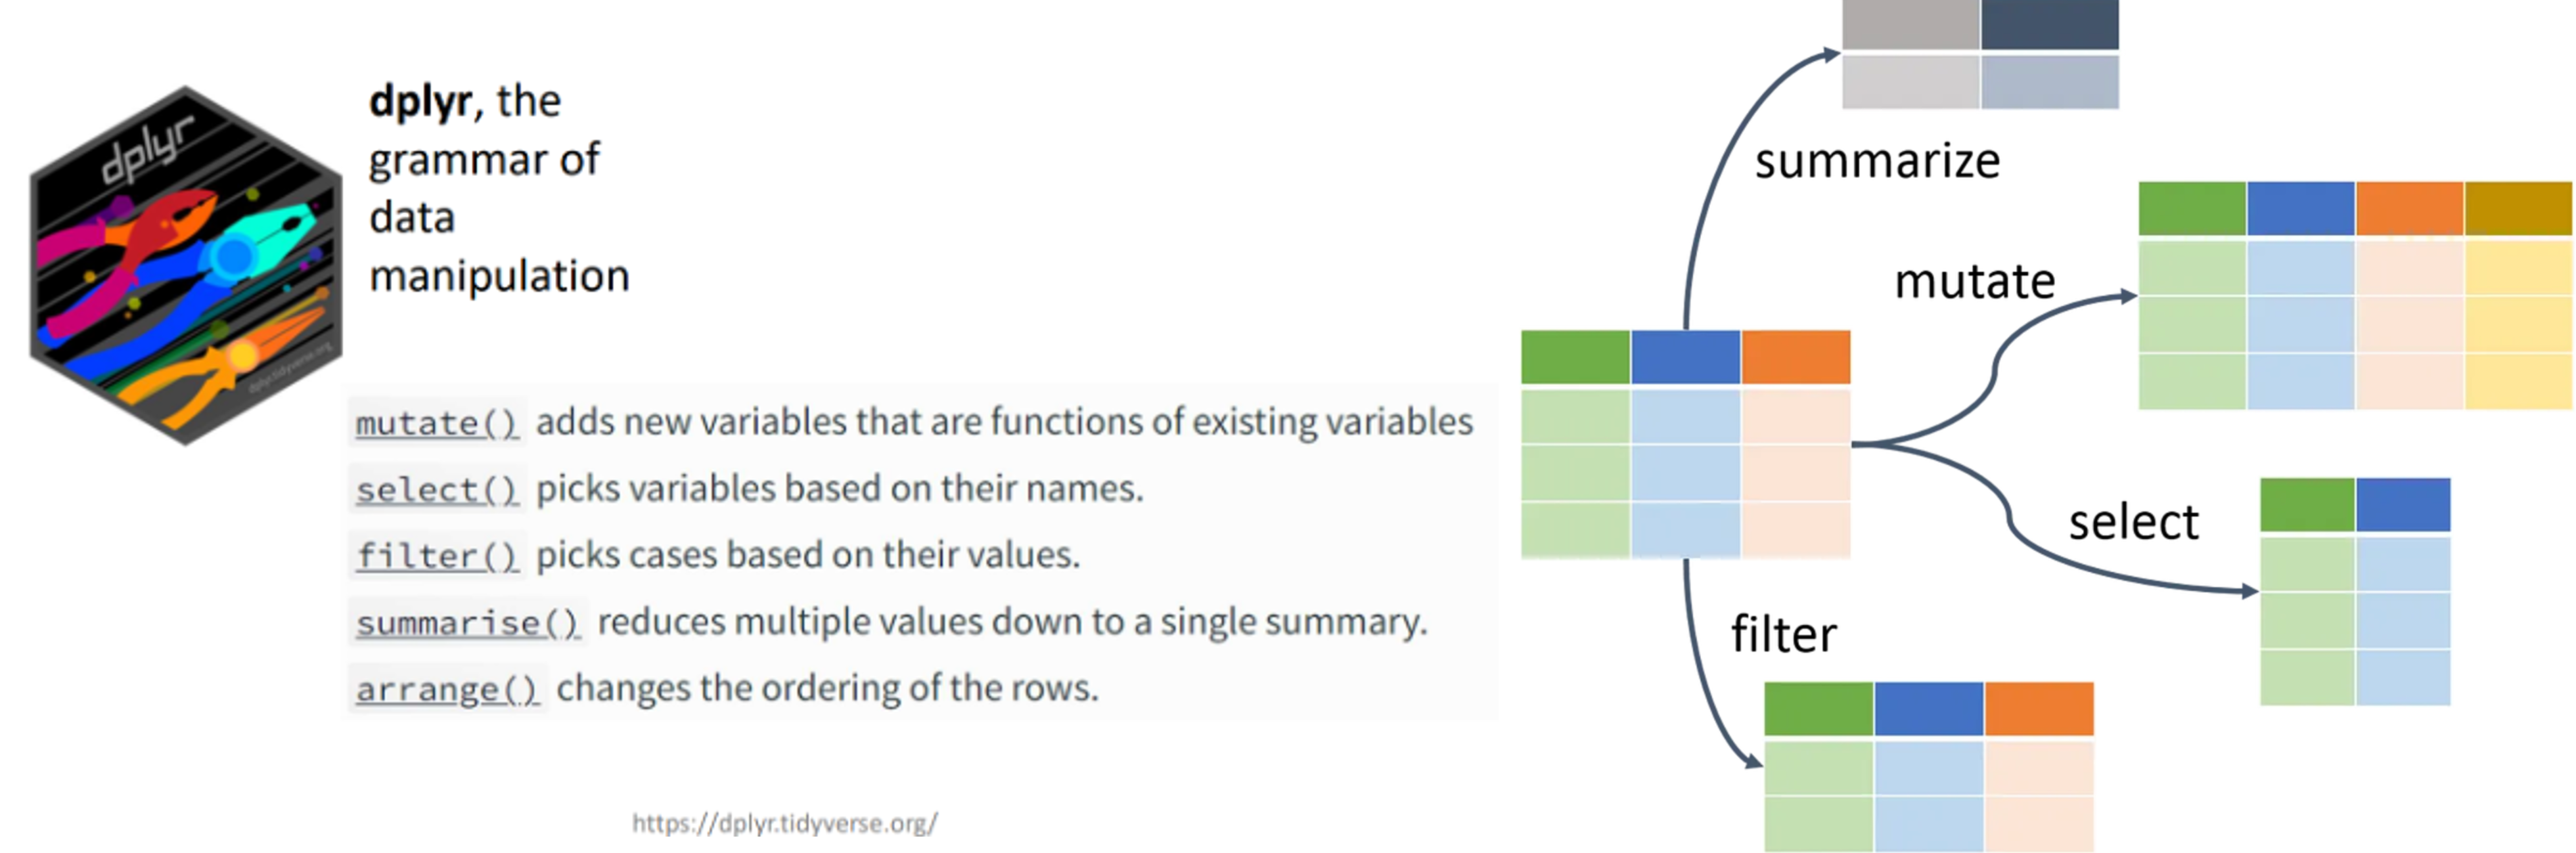 dplyr
dplyr.tidyverse.org
dplyr, the
grammar of
data
manipulation
mutate() adds new variables that are functions of existing variables
select() picks variables based on their names.
filter() picks cases based on their values.
summarise() reduces multiple values down to a single summary.
arrange() changes the ordering of the rows.
https://dplyr.tidyverse.org/
summarize
mutate
select
filter